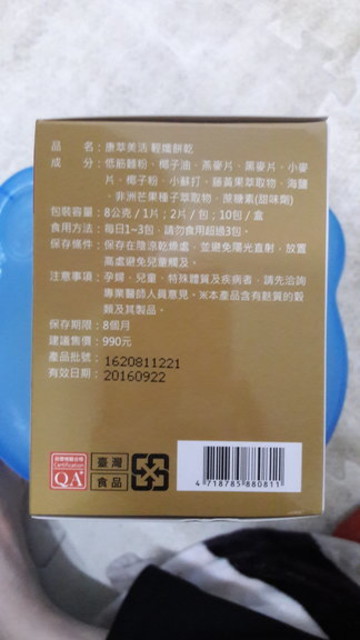 品　　名：康萃美活 輕孅餅乾
成　　分：低筋麵粉、椰子油、燕麥片、黑麥片、小麥
片、椰子粉、小蘇打、藤黃果萃取物、海鹽
、非洲芒果種子萃取物、蔗糖素(甜味劑)
包裝容量：8公克/1片；2片/包；10包/盒
食用方法：每日1~3包，請勿食用超過3包。
保存條件：保存在陰涼乾燥處，並避免陽光直射，放置
高處避免兒童觸及。
注意事項：孕婦、兒童、特殊體質及疾病者，請先洽詢
專業醫師人員意見。※本產品含有麩質的穀
類及其製品。
保存期限：8個月
建議售價：990元
產品批號：1620811221
有效日期：20160922
Certification
QA+
臺灣
食品
4 718785 880811